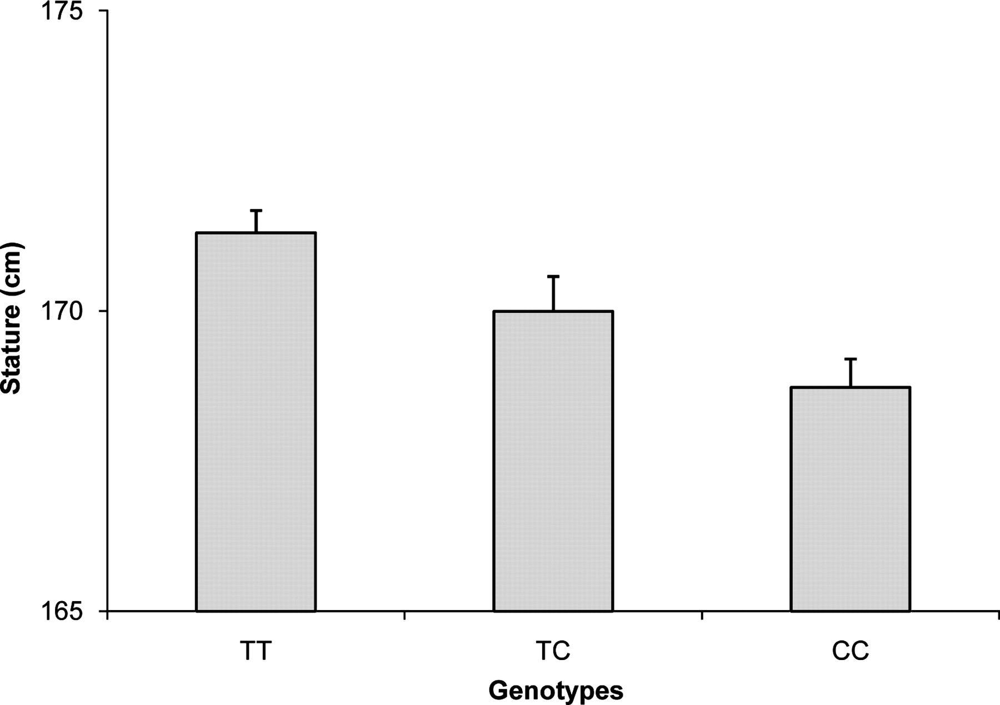 175
170
165
Stature (cm)
TT
TC
CC
Genotypes